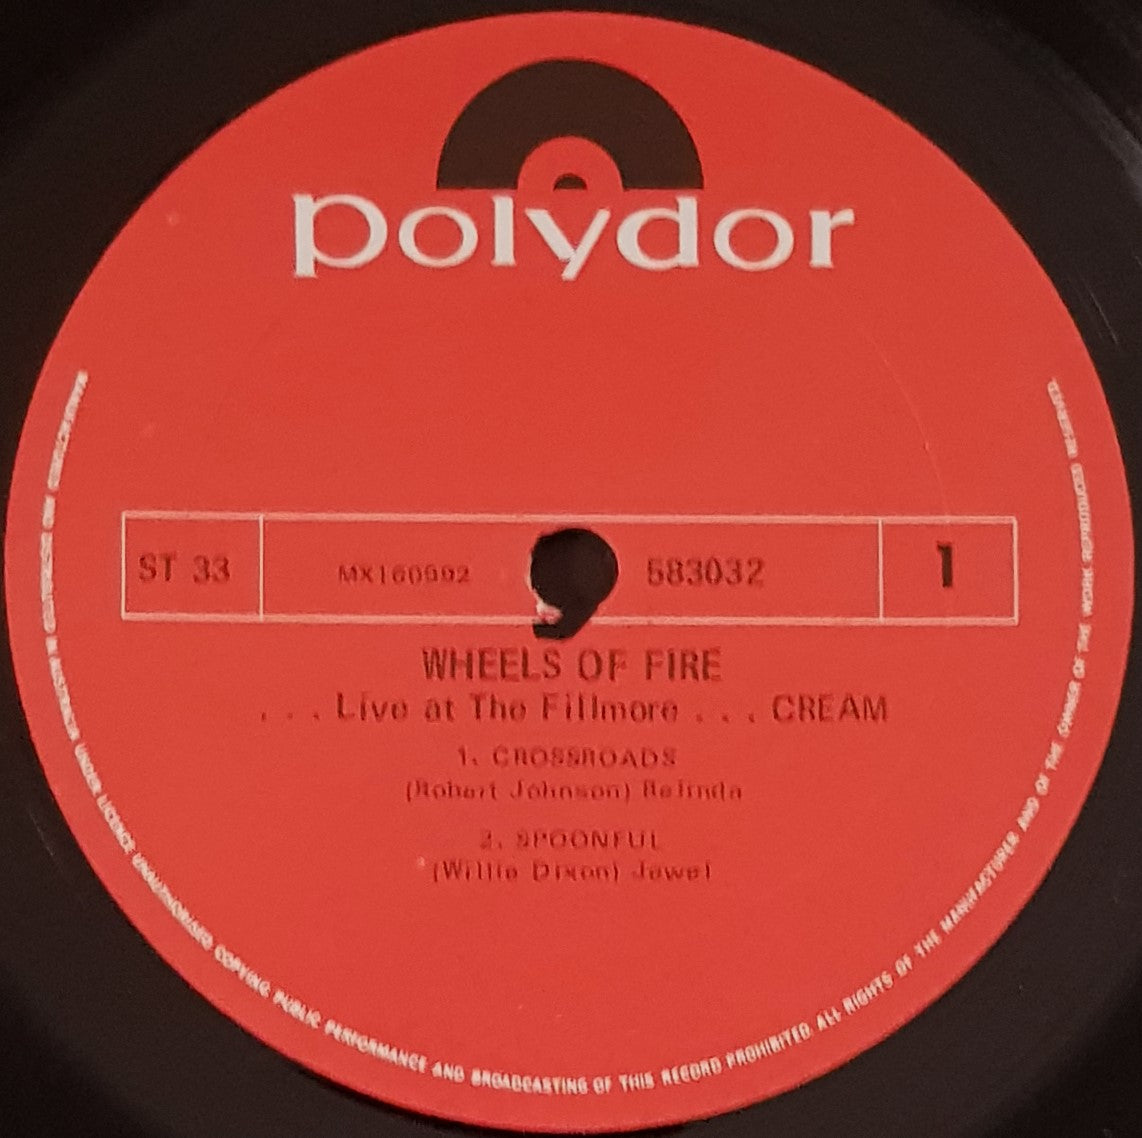 polydor
ST 33 MX160992 583032 1
WHEELS OF FIRE
. . . Live at The Fillmore . . . CREAM
1. CROSSROADS
(Robert Johnson) Belinda
2. SPOONFUL
(Willie Dixon) Jewel
UNAUTHORISED COPYING PUBLIC PERFORMANCE AND BROADCASTING OF THIS RECORD PROHIBITED ALL RIGHTS OF THE MANUFACTURER AND OF THE OWNER OF THE WORK REPRODUCED RESERVED